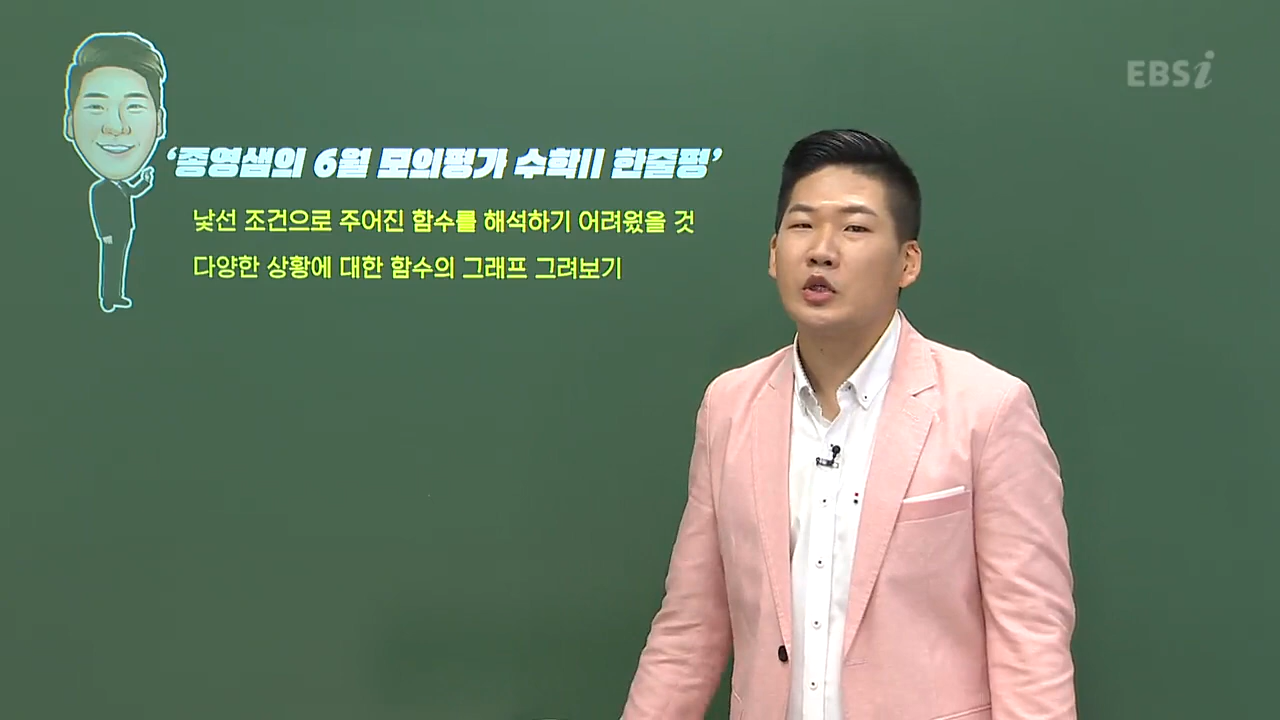 EBSi
‘종영샘의 6월 모의평가 수학II 한줄평’
낯선 조건으로 주어진 함수를 해석하기 어려웠을 것
다양한 상황에 대한 함수의 그래프 그려보기